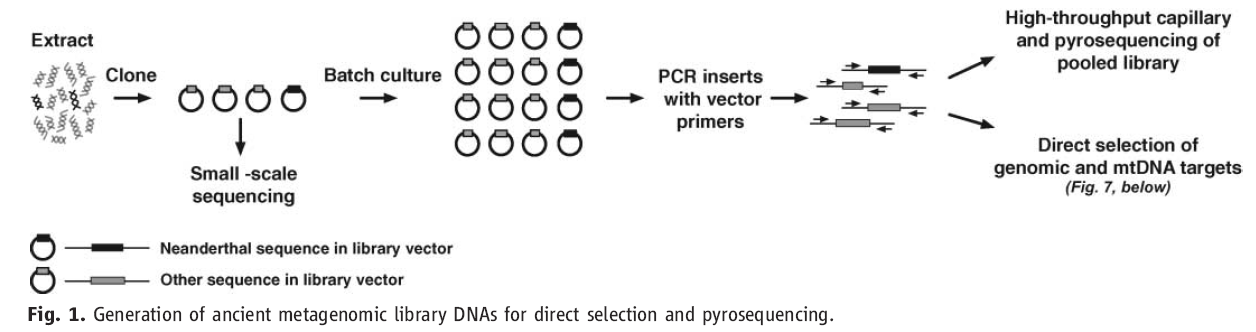 Extract
Clone
Small -scale
sequencing
Batch culture
PCR inserts
with vector
primers
High-throughput capillary
and pyrosequencing of
pooled library
Direct selection of
genomic and mtDNA targets
(Fig. 7, below)
Neanderthal sequence in library vector
Other sequence in library vector
Fig. 1. Generation of ancient metagenomic library DNAs for direct selection and pyrosequencing.